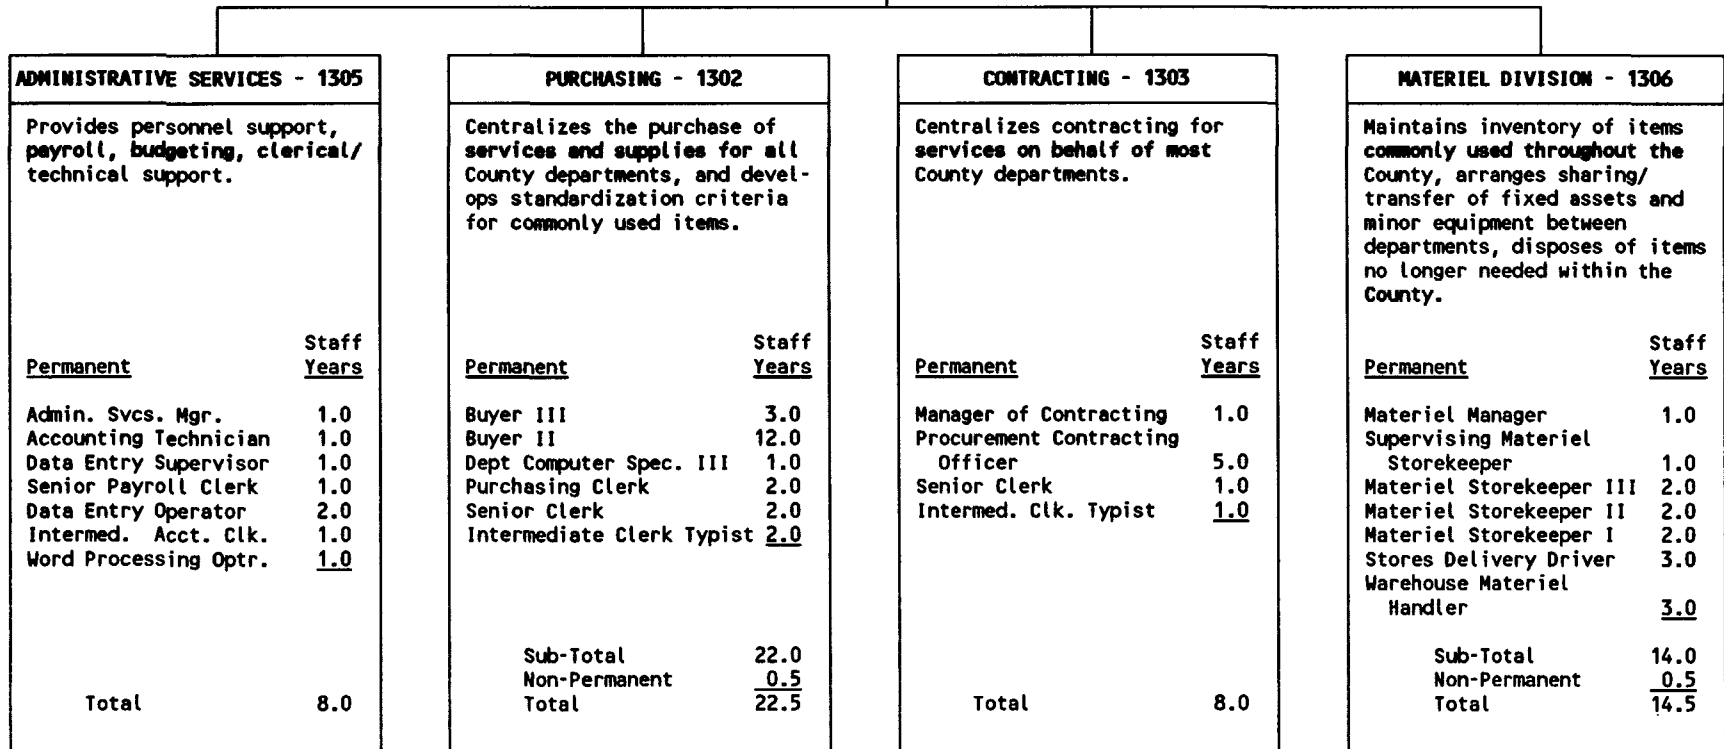 ADMINISTRATIVE SERVICES - 1305
Provides personnel support,
payroll, budgeting, clerical/
technical support.
Staff
Permanent Years
Admin. Svcs. Mgr. 1.0
Accounting Technician 1.0
Data Entry Supervisor 1.0
Senior Payroll Clerk 1.0
Data Entry Operator 2.0
Intermed. Acct. Clk. 1.0
Word Processing Optr. 1.0
Total 8.0
PURCHASING - 1302
Centralizes the purchase of
services and supplies for all
County departments, and devel-
ops standardization criteria
for commonly used items.
Staff
Permanent Years
Buyer III 3.0
Buyer II 12.0
Dept Computer Spec. III 1.0
Purchasing Clerk 2.0
Senior Clerk 2.0
Intermediate Clerk Typist 2.0
Sub-Total 22.0
Non-Permanent 0.5
Total 22.5
CONTRACTING - 1303
Centralizes contracting for
services on behalf of most
County departments.
Staff
Permanent Years
Manager of Contracting 1.0
Procurement Contracting
Officer 5.0
Senior Clerk 1.0
Intermed. Clk. Typist 1.0
Total 8.0
MATERIEL DIVISION - 1306
Maintains inventory of items
commonly used throughout the
County, arranges sharing/
transfer of fixed assets and
minor equipment between
departments, disposes of items
no longer needed within the
County.
Staff
Permanent Years
Materiel Manager 1.0
Supervising Materiel
Storekeeper 1.0
Materiel Storekeeper III 2.0
Materiel Storekeeper II 2.0
Materiel Storekeeper I 2.0
Stores Delivery Driver 3.0
Warehouse Materiel
Handler 3.0
Sub-Total 14.0
Non-Permanent 0.5
Total 14.5